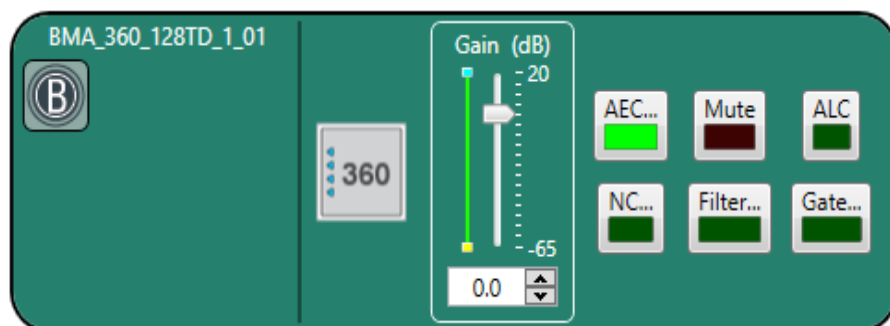 BMA_360_128TD_1_01
B
360
Gain (dB)
20
-65
0.0
AEC...
Mute
ALC
NC...
Filter...
Gate...